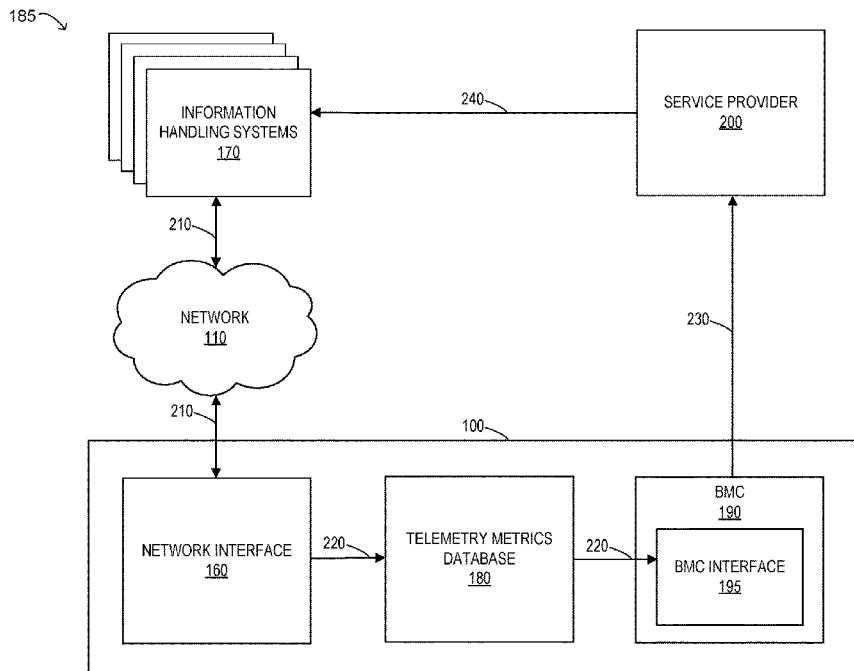 185
INFORMATION
HANDLING SYSTEMS
170
240
SERVICE PROVIDER
200
210
NETWORK
110
230
210
100
NETWORK INTERFACE
160
220
TELEMETRY METRICS
DATABASE
180
220
BMC
190
BMC INTERFACE
195